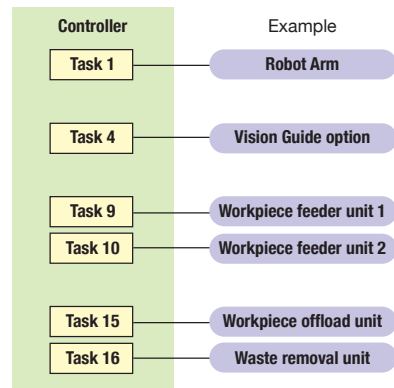 Controller Example
Task 1 Robot Arm
Task 4 Vision Guide option
Task 9 Workpiece feeder unit 1
Task 10 Workpiece feeder unit 2
Task 15 Workpiece offload unit
Task 16 Waste removal unit